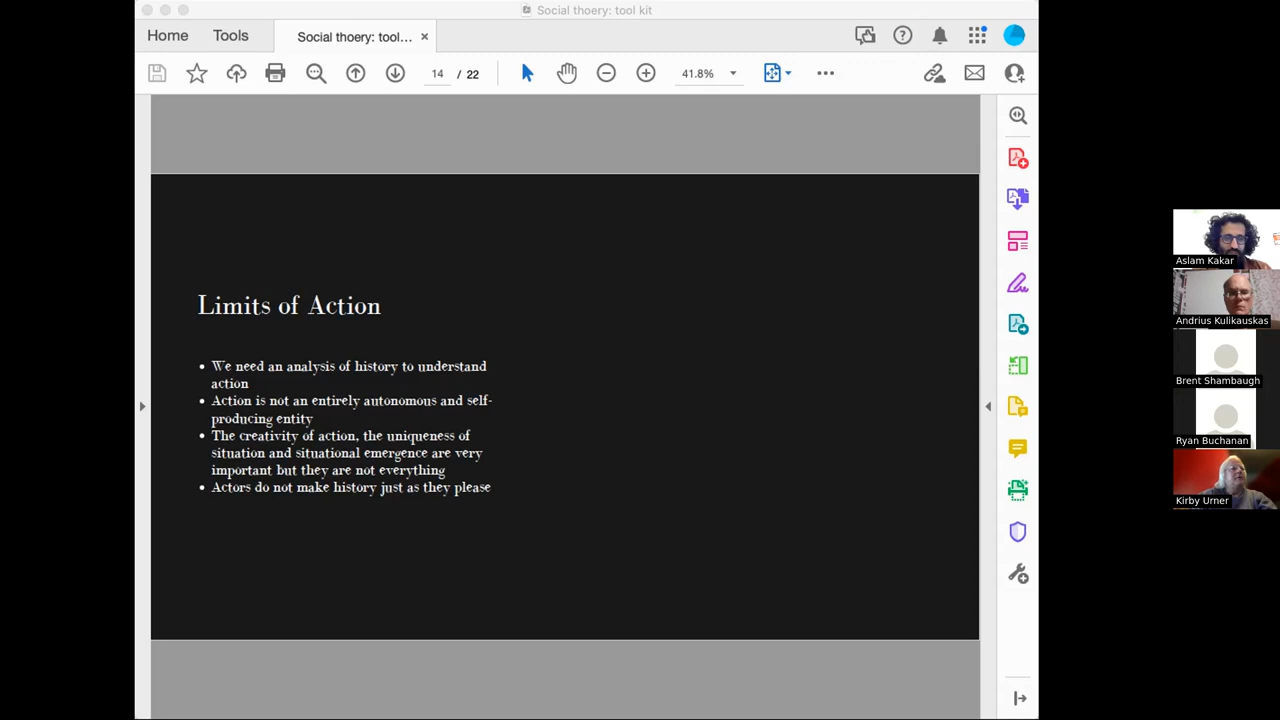 Social thoery: tool kit
Home
Tools
Social thoery: tool...
14
/ 22
41.8%
Limits of Action
• We need an analysis of history to understand
action
• Action is not an entirely autonomous and self-
producing entity
• The creativity of action, the uniqueness of
situation and situational emergence are very
important but they are not everything
• Actors do not make history just as they please
Aslam Kakar
Andrius Kulikauskas
Brent Shambaugh
Ryan Buchanan
Kirby Urner